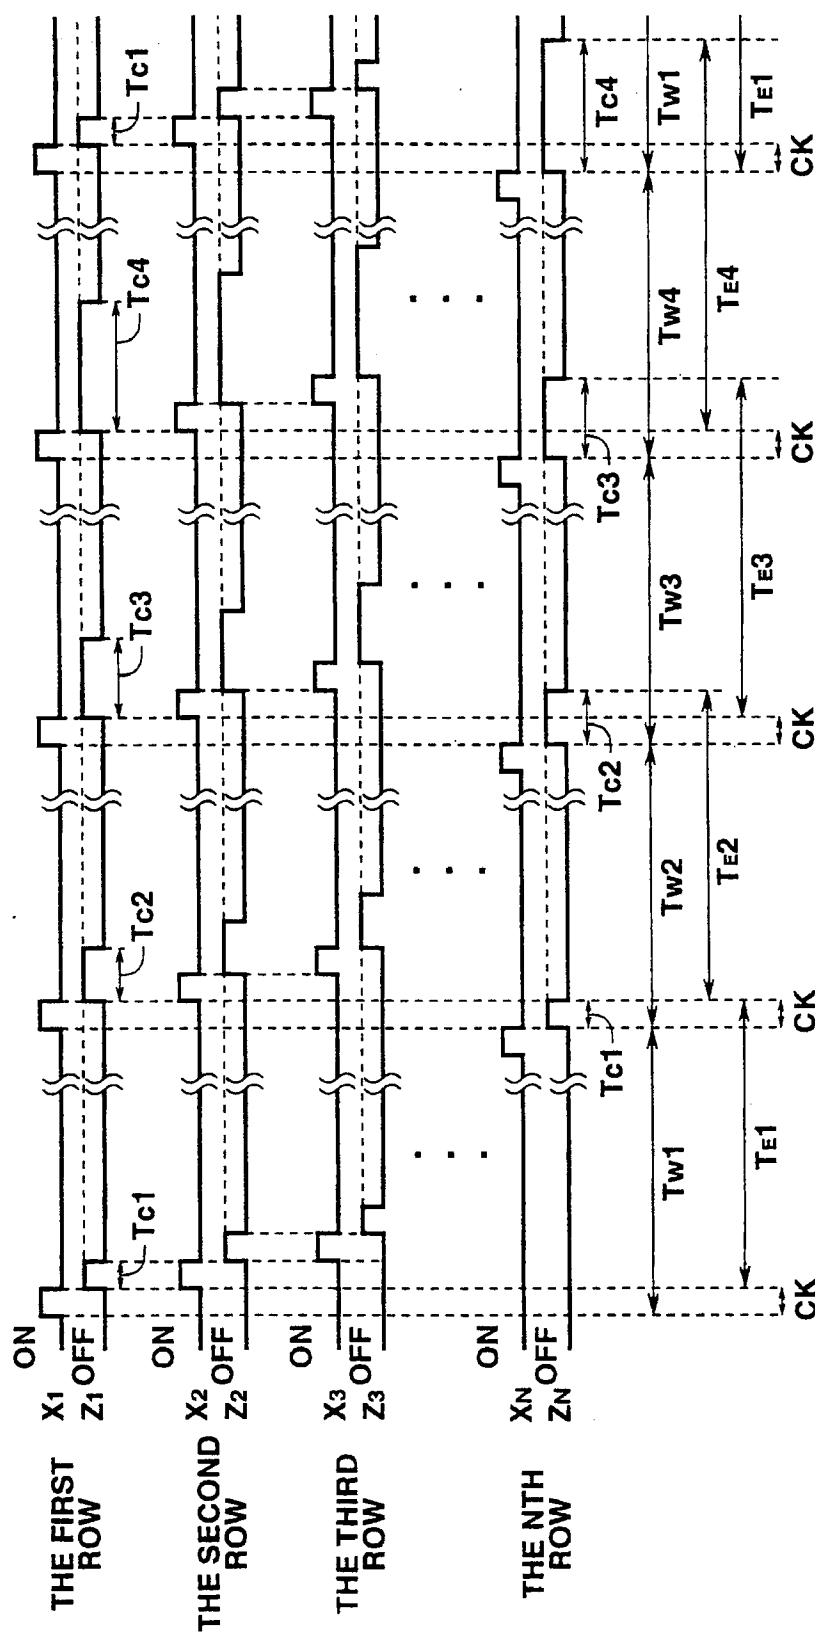 THE FIRST
ROW
ON
X1
OFF
Z1
Tc1
Tc2
Tc3
Tc4
Tc1
THE SECOND
ROW
ON
X2
OFF
Z2
THE THIRD
ROW
ON
X3
OFF
Z3
. . .
. . .
. . .
. . .
THE NTH
ROW
ON
XN
OFF
ZN
Tc1
Tc2
Tc3
Tc4
TW1
TW2
TW3
TW4
TW1
TE2
TE4
TE1
TE3
TE1
CK
CK
CK
CK
CK